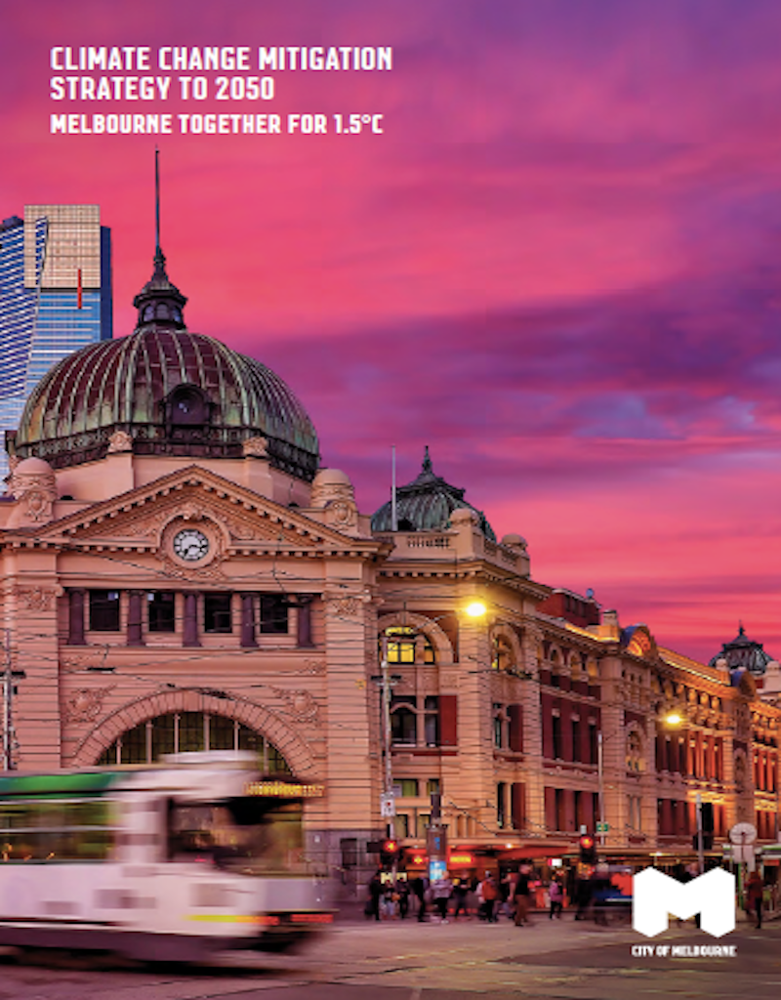 CLIMATE CHANGE MITIGATION
STRATEGY TO 2050
MELBOURNE TOGETHER FOR 1.5°C
CITY OF MELBOURNE